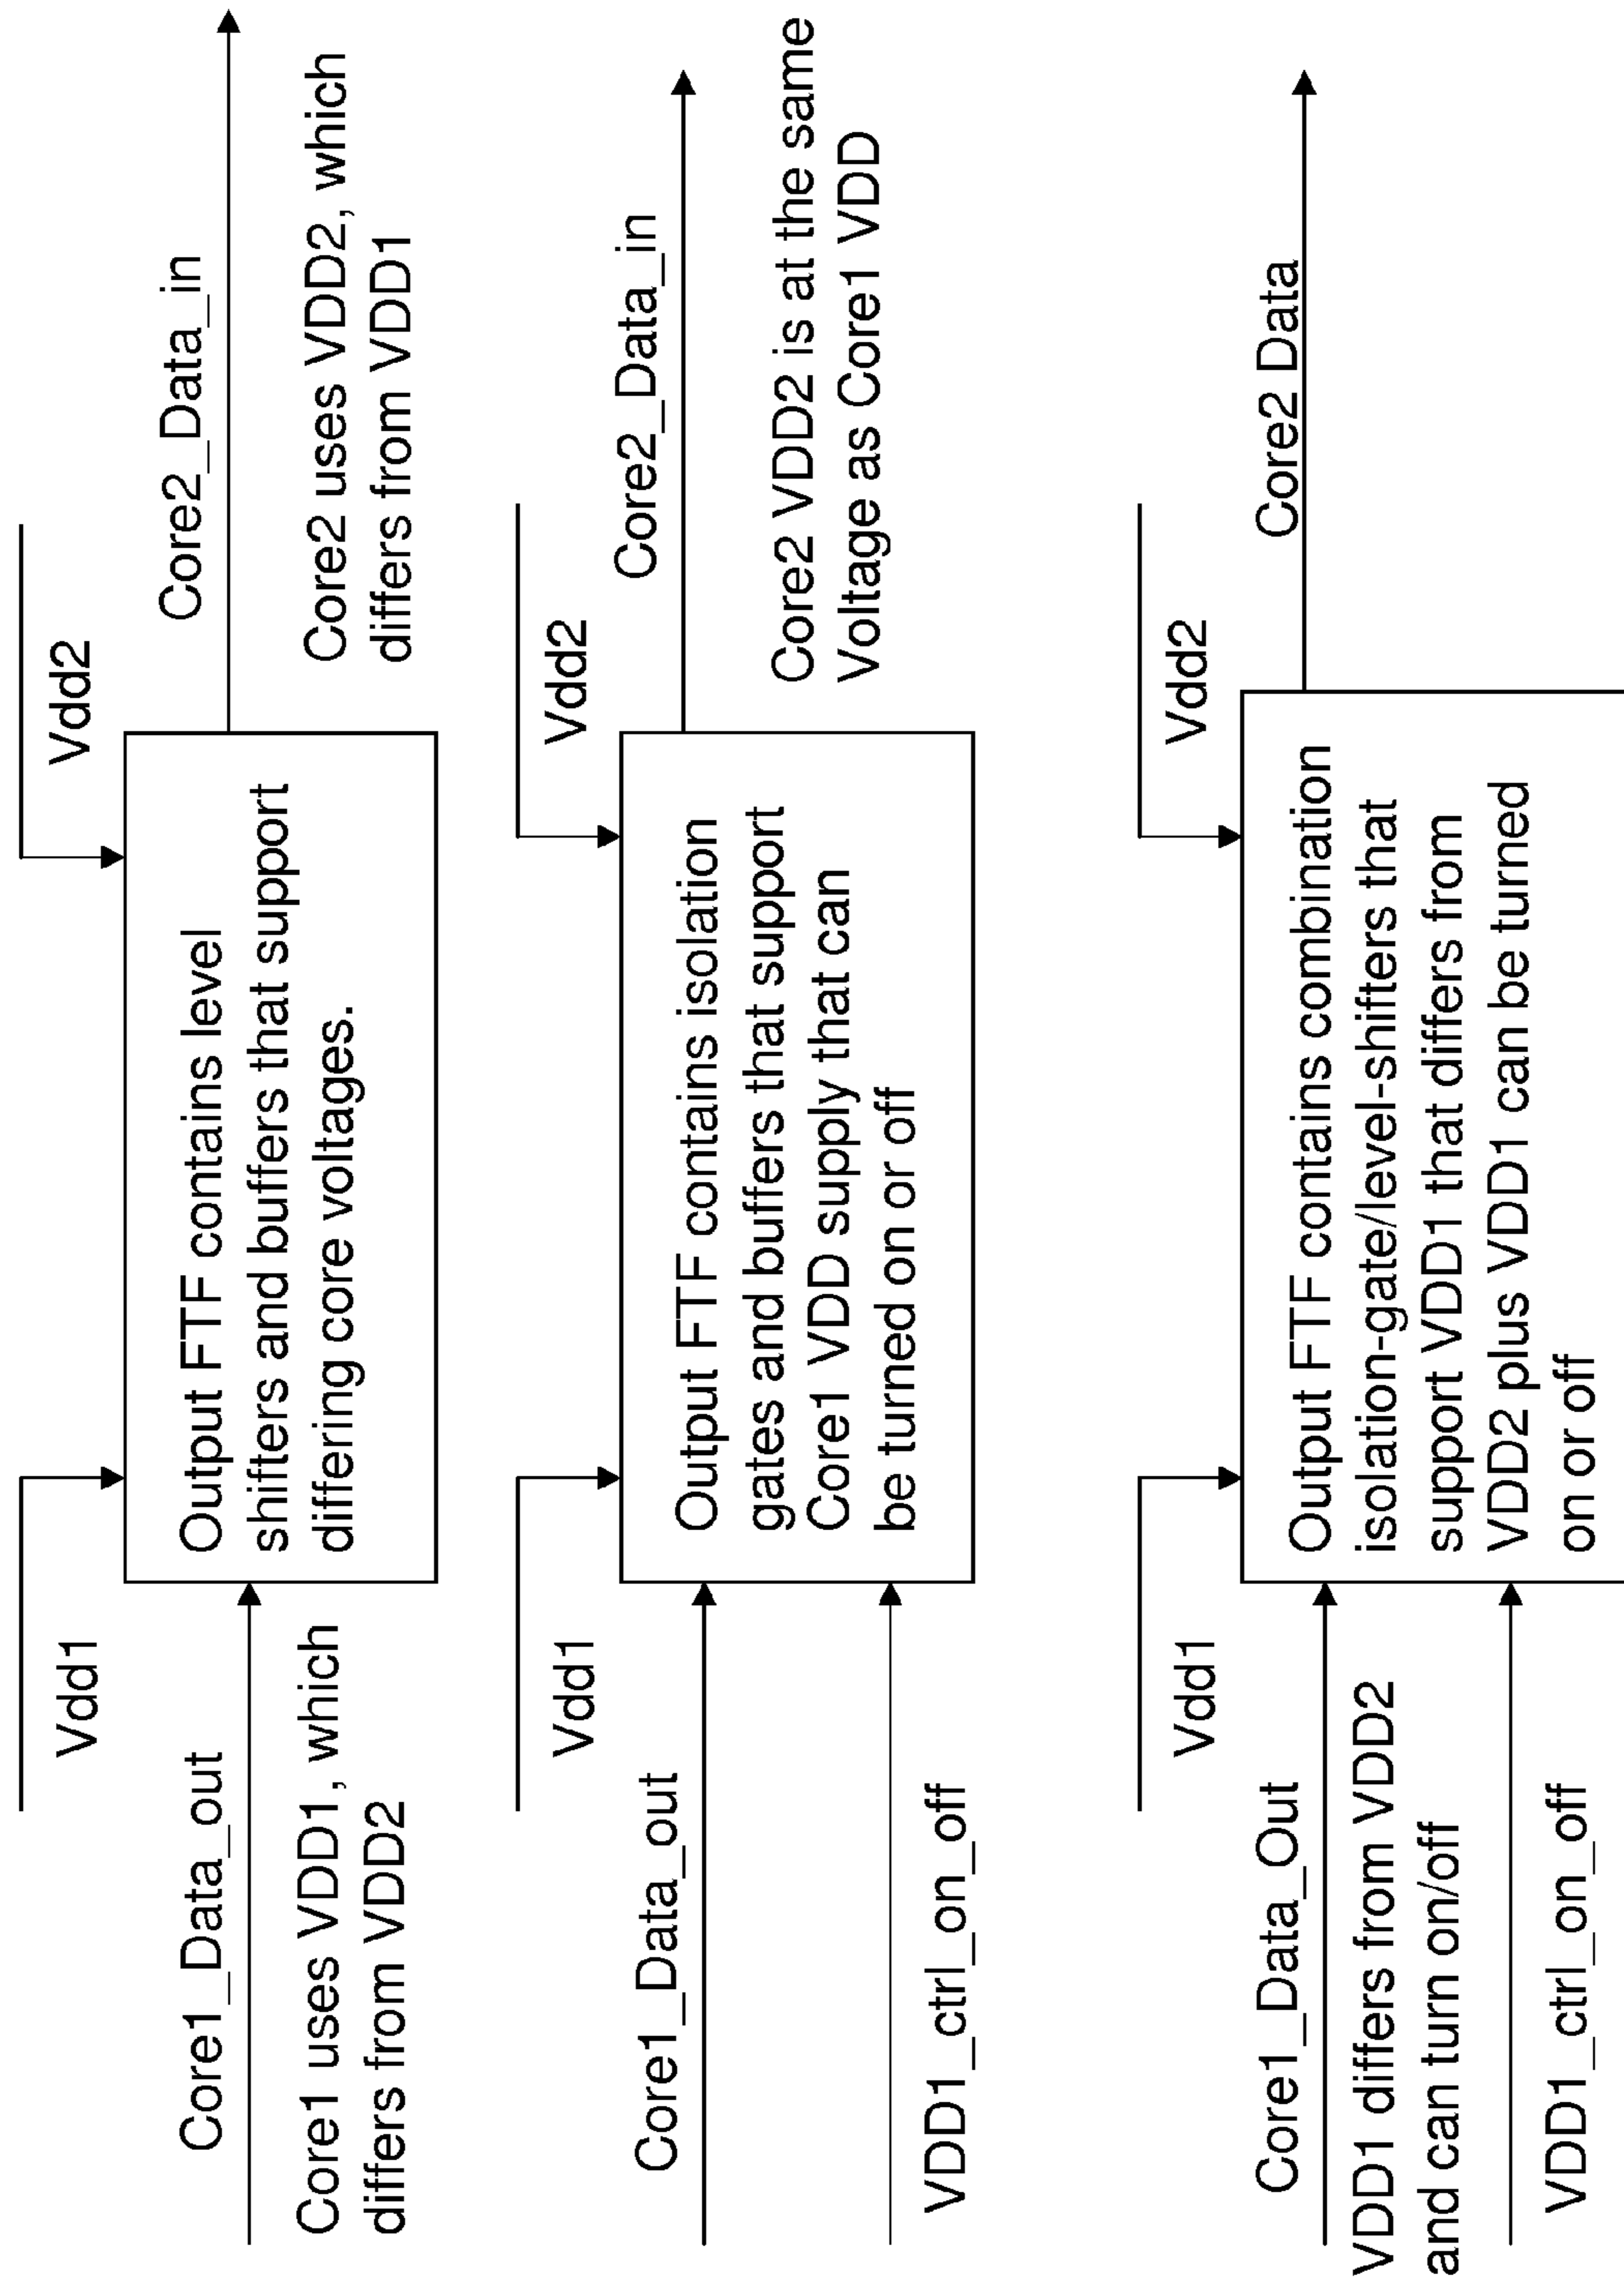 Vdd1
Vdd2
Core1_Data_out
Core2_Data_in
Output FTF contains level
shifters and buffers that support
differing core voltages.
Core1 uses VDD1, which
differs from VDD2
Core2 uses VDD2, which
differs from VDD1
Vdd1
Vdd2
Core1_Data_out
Core2_Data_in
Output FTF contains isolation
gates and buffers that support
Core1 VDD supply that can
be turned on or off
VDD1_ctrl_on_off
Core2 VDD2 is at the same
Voltage as Core1 VDD
Vdd1
Vdd2
Core1_Data_Out
Core2 Data
Output FTF contains combination
isolation-gate/level-shifters that
support VDD1 that differs from
VDD2 plus VDD1 can be turned
on or off
VDD1 differs from VDD2
and can turn on/off
VDD1_ctrl_on_off